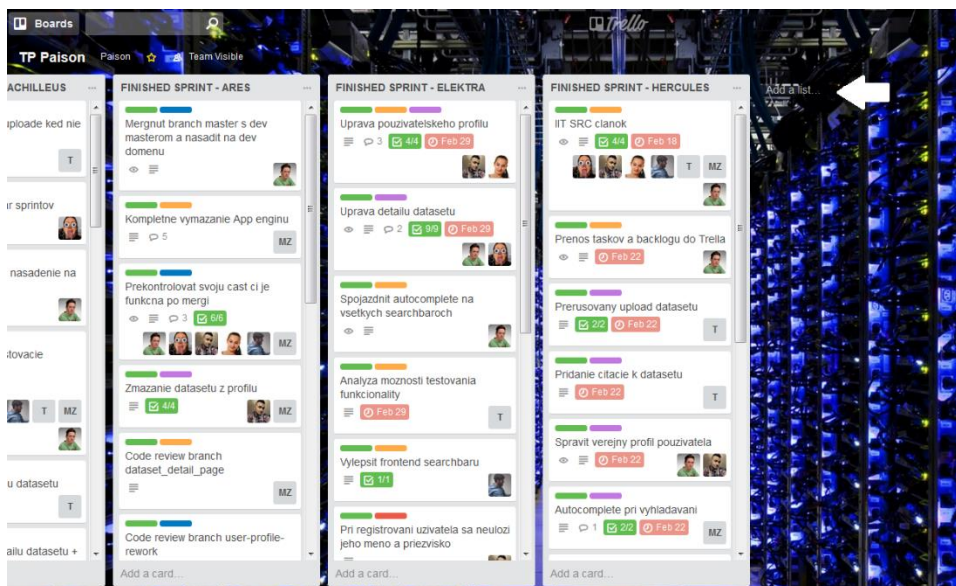 Boards
Trello
TP Paison
Paison
Team Visible
ACHILLEUS
uploade ked nie
T
ar sprintov
nasadenie na
stovacie
T
MZ
u datasetu
T
ailu datasetu +
FINISHED SPRINT - ARES
Mergnut branch master s dev
masterom a nasadit na dev
domenu
Kompletne vymazanie App enginu
5
MZ
Prekontrolovat svoju cast ci je
funkcna po mergi
3
6/6
MZ
Zmazanie datasetu z profilu
4/4
MZ
Code review branch
dataset_detail_page
MZ
Code review branch user-profile-
rework
Add a card...
FINISHED SPRINT - ELEKTRA
Uprava pouzivatelskeho profilu
3
4/4
Feb 29
Uprava detailu datasetu
2
9/9
Feb 29
Spojazdnit autocomplete na
vsetkych searchbaroch
Analyza moznosti testovania
funkcionality
Feb 29
T
Vylepsit frontend searchbaru
1/1
Pri registrovani uzivatela sa neulozi
jeho meno a priezvisko
Add a card...
FINISHED SPRINT - HERCULES
IIT SRC clanok
4/4
Feb 18
T
MZ
Prenos taskov a backlogu do Trella
Feb 22
Prerusovany upload datasetu
2/2
Feb 22
T
Pridanie citacie k datasetu
Feb 22
T
Spravit verejny profil pouzivatela
Feb 22
Autocomplete pri vyhladavani
1
2/2
Feb 22
MZ
Add a card...
Add a list...